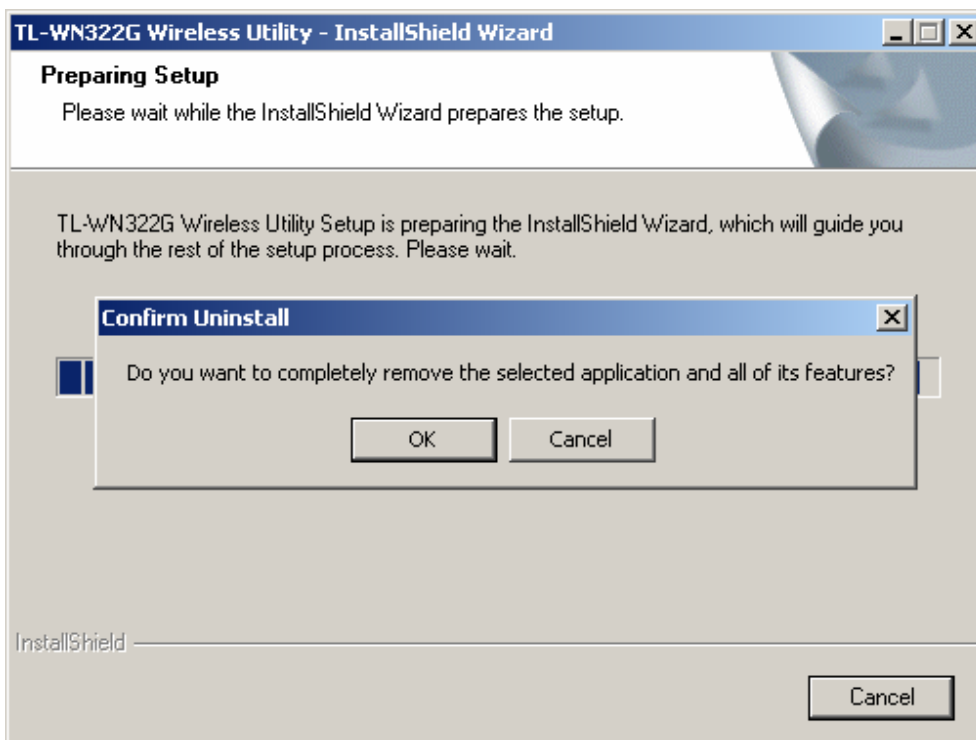 TL-WN322G Wireless Utility - InstallShield Wizard
Preparing Setup
Please wait while the InstallShield Wizard prepares the setup.
TL-WN322G Wireless Utility Setup is preparing the InstallShield Wizard, which will guide you
through the rest of the setup process. Please wait.
Confirm Uninstall
Do you want to completely remove the selected application and all of its features?
OK
Cancel
InstallShield
Cancel